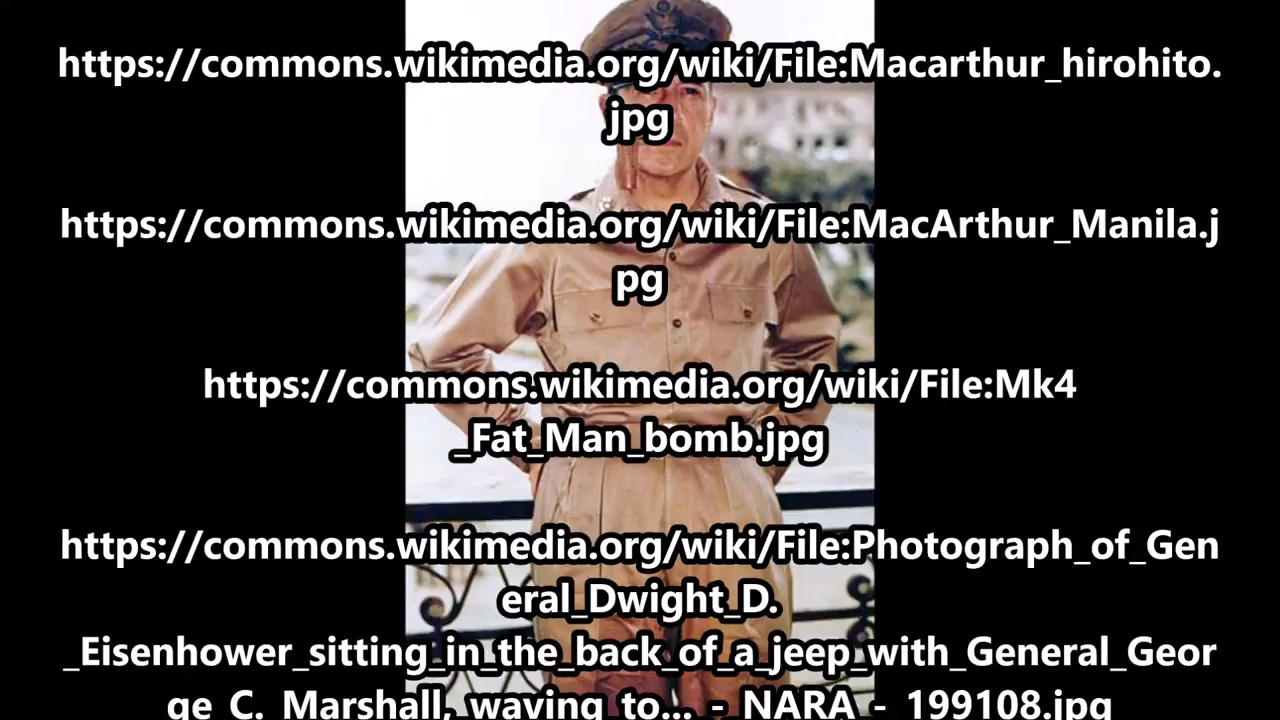 https://commons.wikimedia.org/wiki/File:Macarthur_hirohito.
jpg
https://commons.wikimedia.org/wiki/File:MacArthur_Manila.j
pg
https://commons.wikimedia.org/wiki/File:Mk4
_Fat_Man_bomb.jpg
https://commons.wikimedia.org/wiki/File:Photograph_of_Gen
eral_Dwight_D.
_Eisenhower_sitting_in_the_back_of_a_jeep_with_General_Geor
ge_C._Marshall,_waving_to..._-_NARA_-_199108.jpg